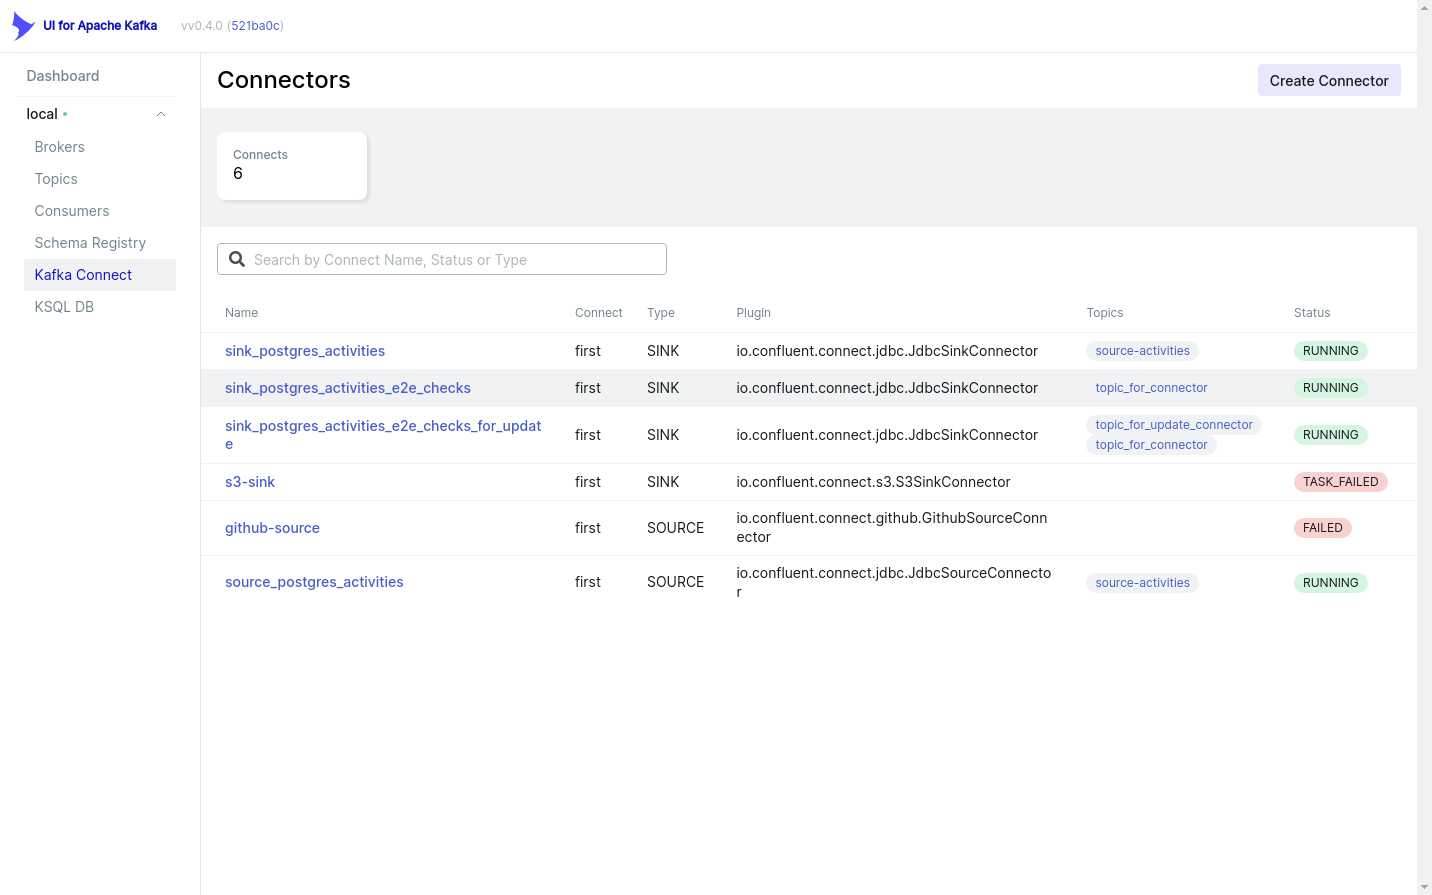 UI for Apache Kafka vv0.4.0 (521ba0c)
Dashboard
local
Brokers
Topics
Consumers
Schema Registry
Kafka Connect
KSQL DB
Connectors
Create Connector
Connects
6
Search by Connect Name, Status or Type
Name Connect Type Plugin Topics Status
sink_postgres_activities first SINK io.confluent.connect.jdbc.JdbcSinkConnector source-activities RUNNING
sink_postgres_activities_e2e_checks first SINK io.confluent.connect.jdbc.JdbcSinkConnector topic_for_connector RUNNING
sink_postgres_activities_e2e_checks_for_updat
e
first SINK io.confluent.connect.jdbc.JdbcSinkConnector
topic_for_update_connector
topic_for_connector
RUNNING
s3-sink first SINK io.confluent.connect.s3.S3SinkConnector TASK_FAILED
github-source first SOURCE
io.confluent.connect.github.GithubSourceConn
ector
FAILED
source_postgres_activities first SOURCE
io.confluent.connect.jdbc.JdbcSourceConnecto
r
source-activities RUNNING